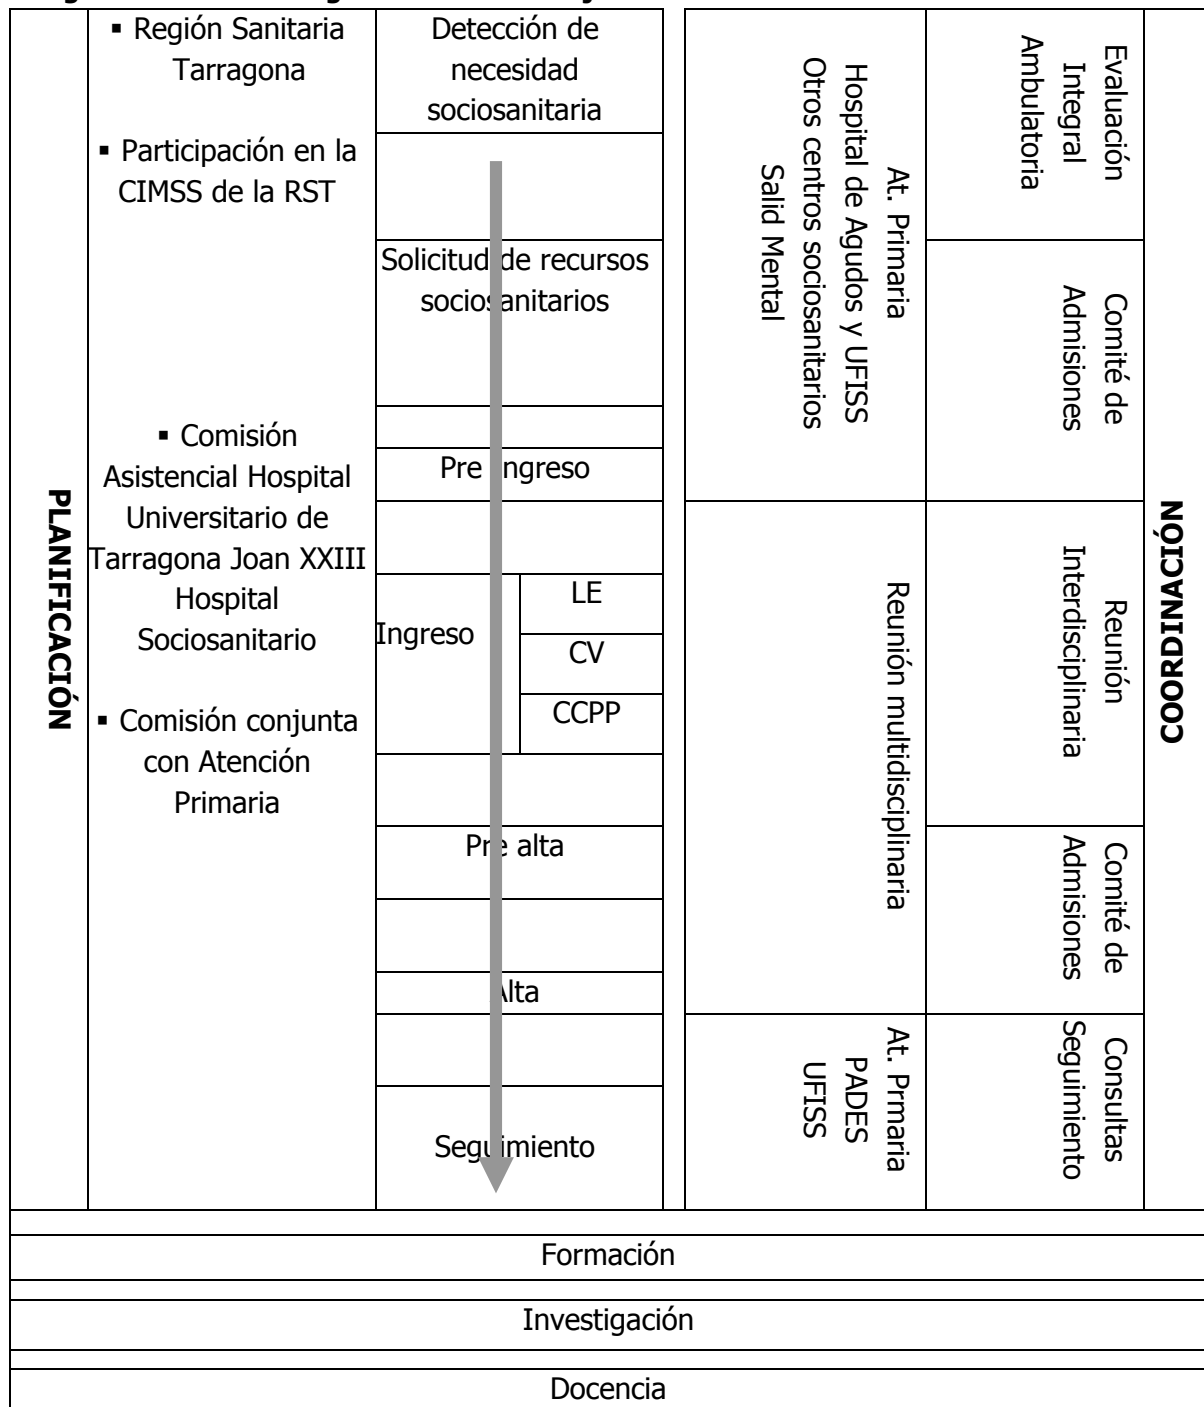 PLANIFICACIÓN
▪ Región Sanitaria
Tarragona
▪ Participación en la
CIMSS de la RST
▪ Comisión
Asistencial Hospital
Universitario de
Tarragona Joan XXIII
Hospital
Sociosanitario
▪ Comisión conjunta
con Atención
Primaria
Detección de
necesidad
sociosanitaria
Solicitud de recursos
sociosanitarios
Pre ingreso
Ingreso
LE
CV
CCPP
Pre alta
Alta
Seguimiento
At. Primaria
Hospital de Agudos y UFISS
Otros centros sociosanitarios
Salid Mental
Reunión multidisciplinaria
At. Prmaria
PADES
UFISS
Evaluación
Integral
Ambulatoria
Comité de
Admisiones
Reunión
Interdisciplinaria
Comité de
Admisiones
Consultas
Seguimiento
COORDINACIÓN
Formación
Investigación
Docencia